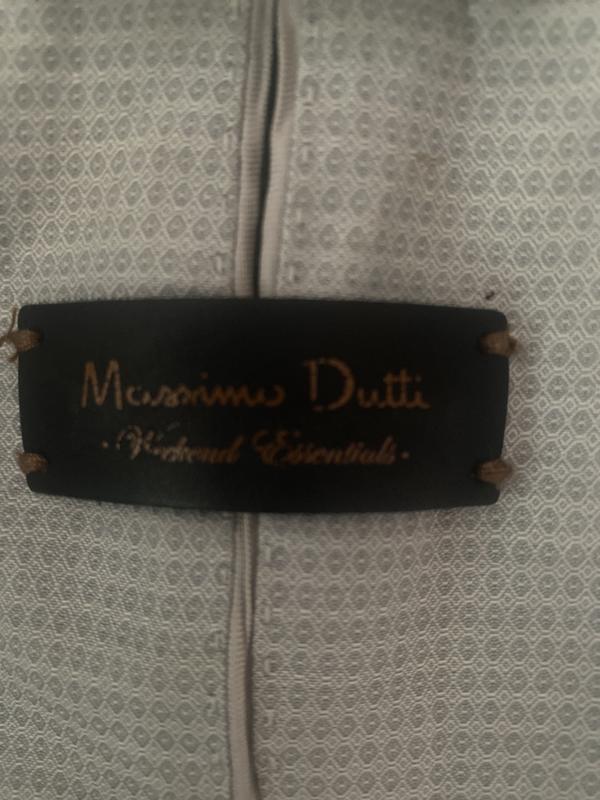 Massimo Dutti
· Weekend Essentials ·